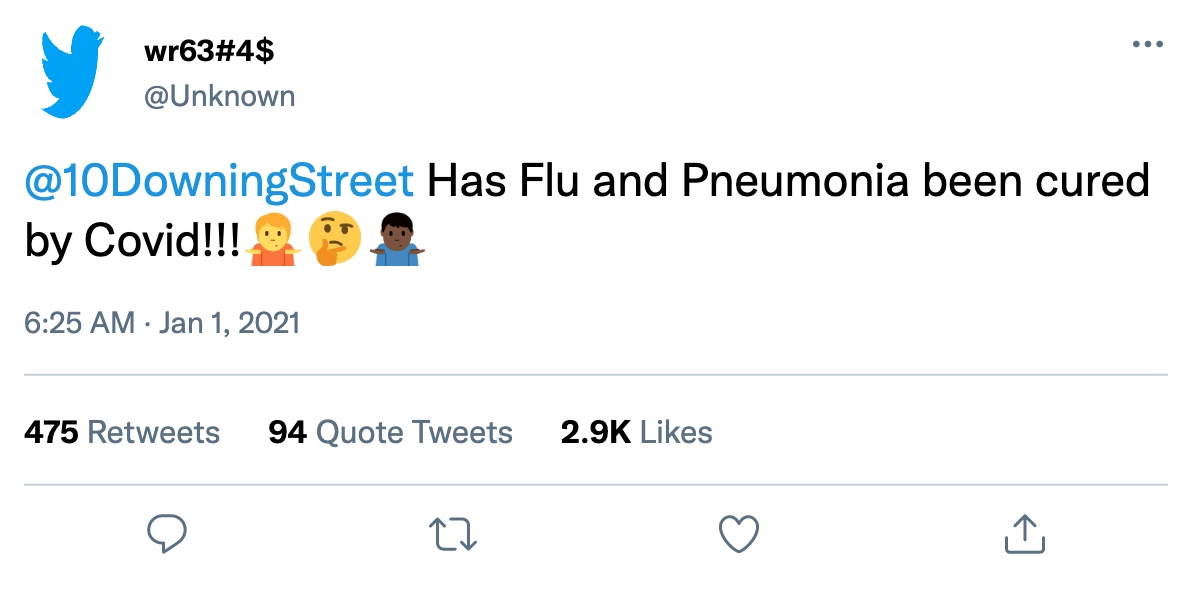 wr63#4$
@Unknown
@10DowningStreet Has Flu and Pneumonia been cured
by Covid!!!🤷🤔🤷🏿‍♂️
6:25 AM · Jan 1, 2021
475 Retweets 94 Quote Tweets 2.9K Likes